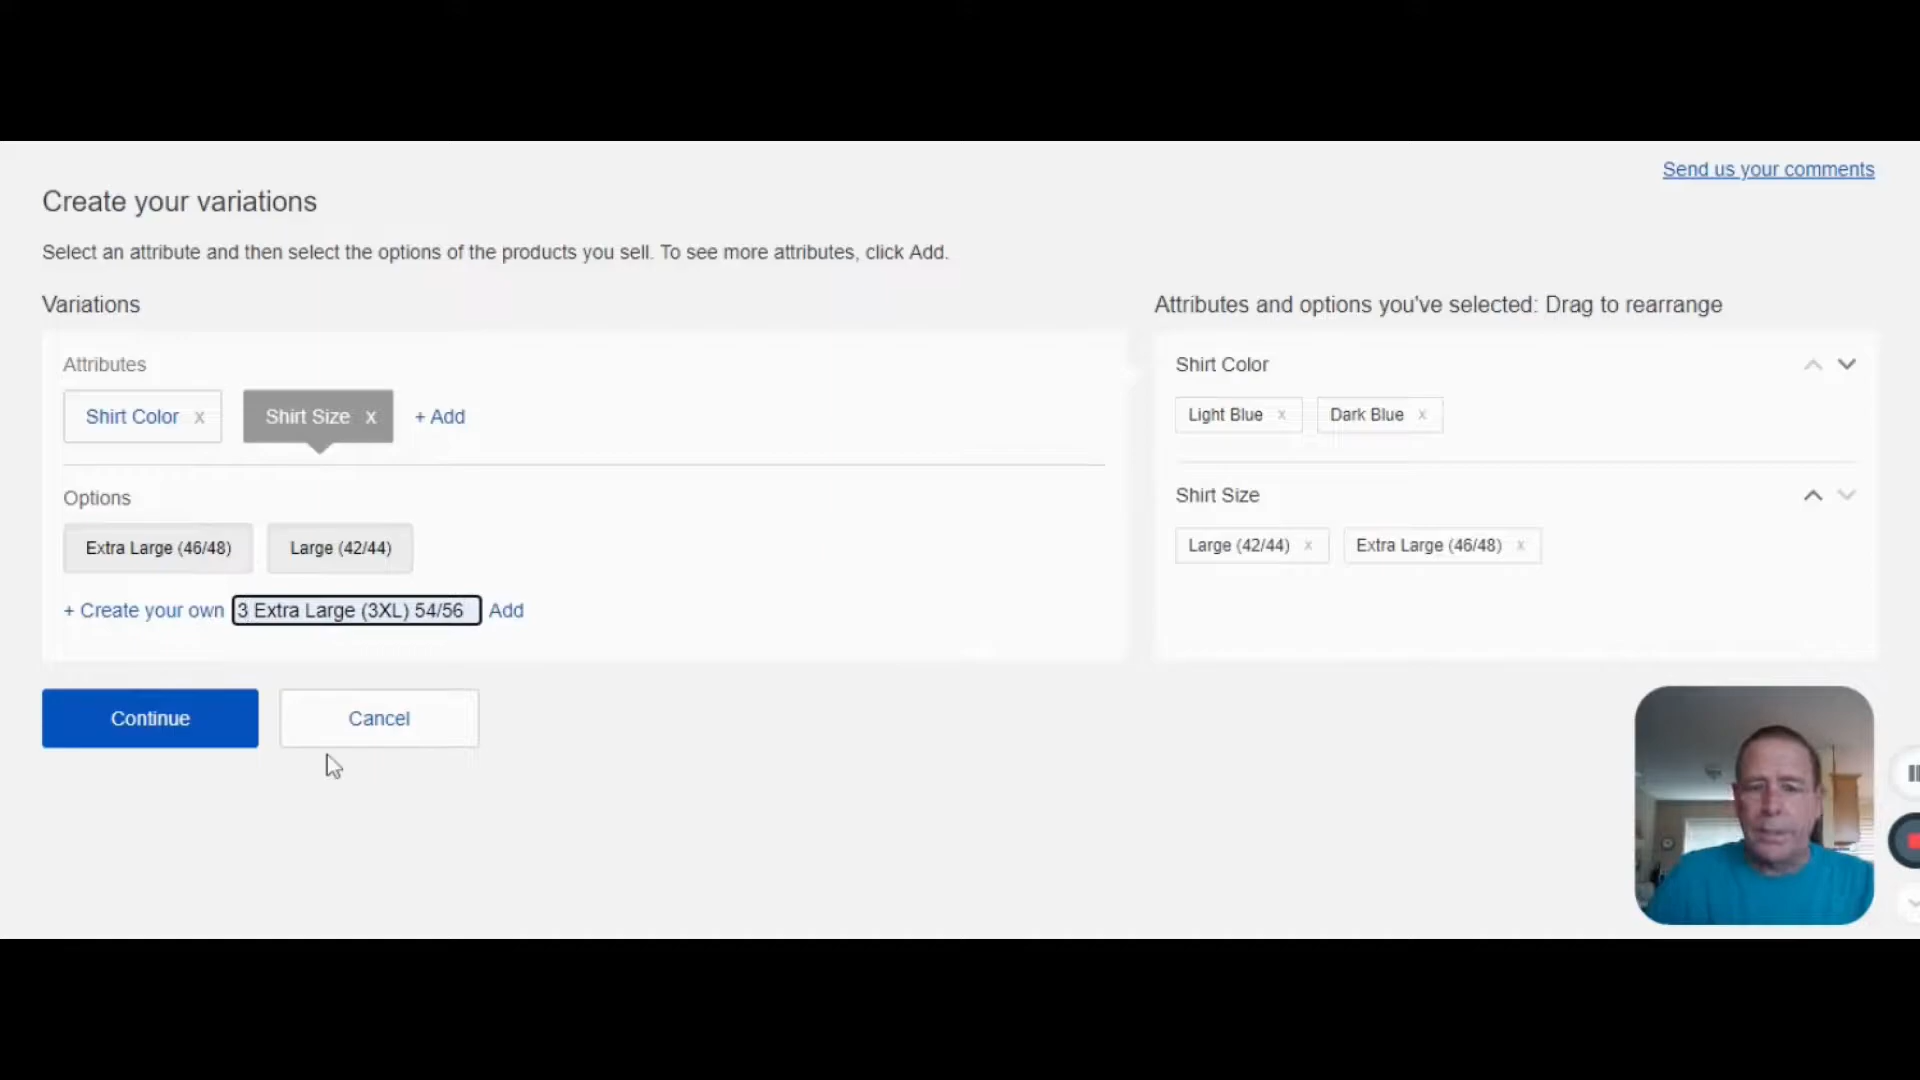 Send us your comments
Create your variations
Select an attribute and then select the options of the products you sell. To see more attributes, click Add.
Variations
Attributes and options you've selected: Drag to rearrange
Attributes
Shirt Color x
Shirt Size x
+ Add
Options
Extra Large (46/48)
Large (42/44)
+ Create your own 3 Extra Large (3XL) 54/56 Add
Continue
Cancel
Shirt Color
Light Blue x
Dark Blue x
Shirt Size
Large (42/44) x
Extra Large (46/48) x